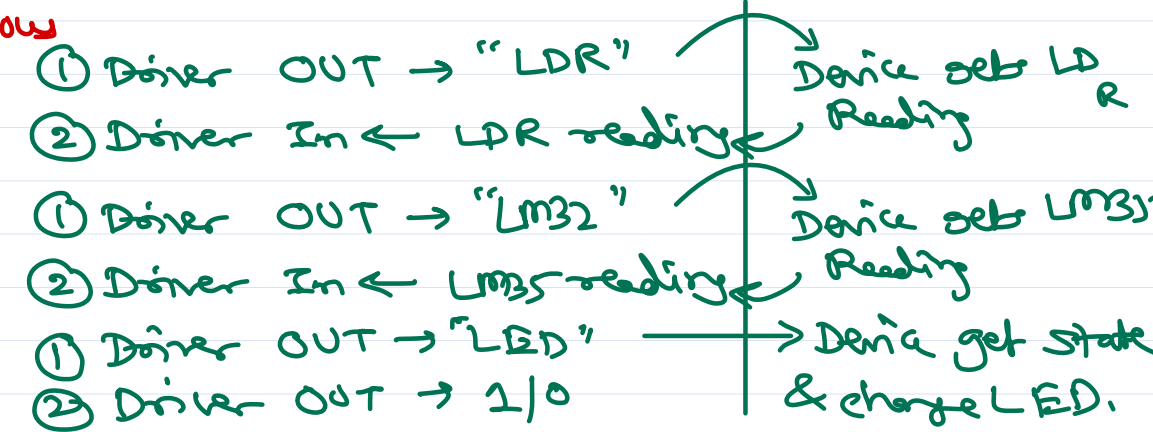 ow
① Driver OUT → "LDR" Device gets LD
R
② Driver In ← LDR reading Reading
① Driver OUT → "LM32" Device gets LM35
② Driver In ← LM35 reading Reading
① Driver OUT → "LED" → Device get state
② Driver OUT → 1/0 & change LED.